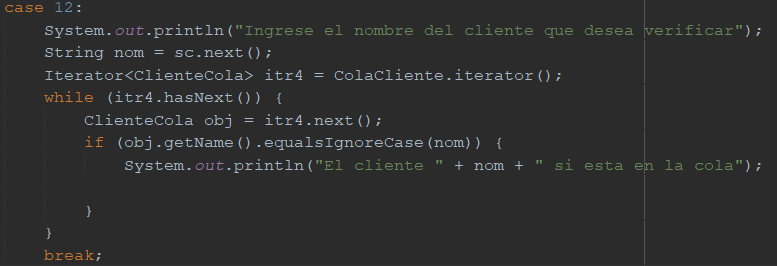 case 12:
System.out.println("Ingrese el nombre del cliente que desea verificar");
String nom = sc.next();
Iterator<ClienteCola> itr4 = ColaCliente.iterator();
while (itr4.hasNext()) {
ClienteCola obj = itr4.next();
if (obj.getName().equalsIgnoreCase(nom)) {
System.out.println("El cliente " + nom + " si esta en la cola");
}
}
break;